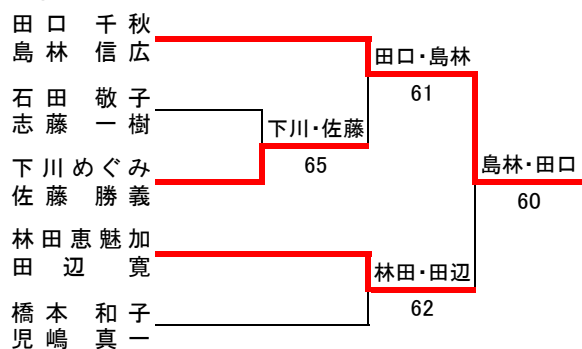 田口 千秋
島林 信広
石田 敬子
志藤 一樹
下川めぐみ
佐藤 勝義
林田恵魅加
田辺 寛
橋本 和子
児嶋真一
下川・佐藤
65
田口・島林
61
林田・田辺
62
島林・田口
60